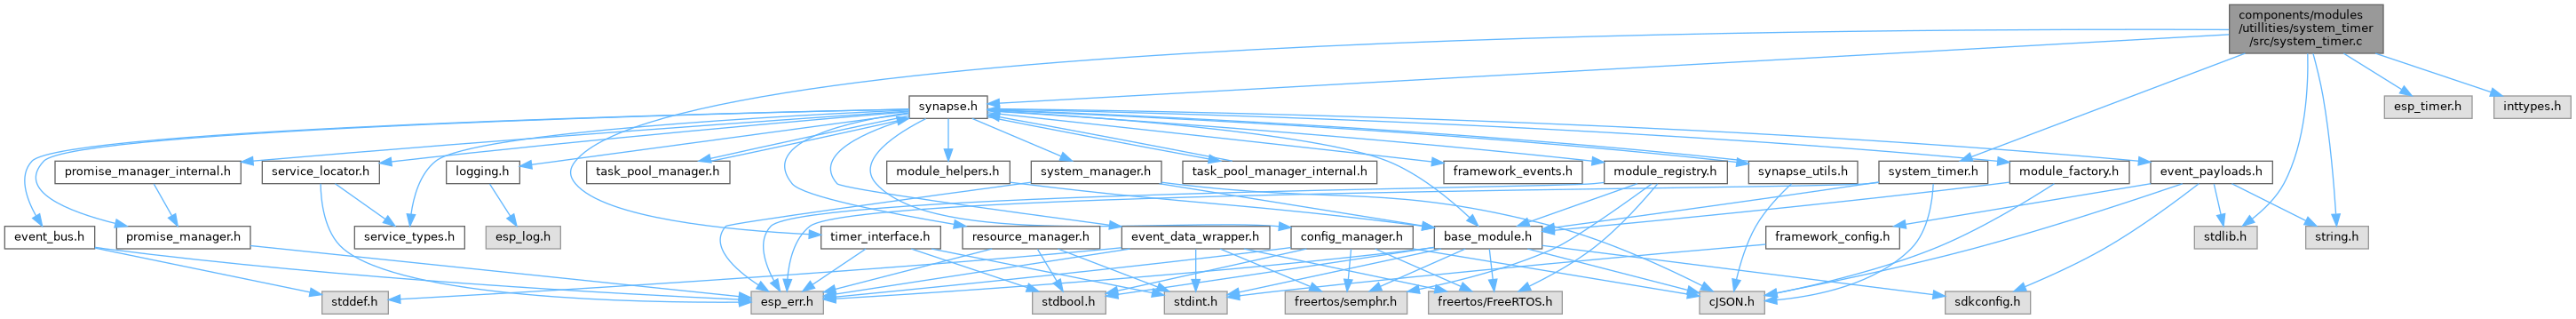 components/modules
/utillities/system_timer
/src/system_timer.c
synapse.h
esp_timer.h
inttypes.h
promise_manager_internal.h
service_locator.h
logging.h
task_pool_manager.h
module_helpers.h
system_manager.h
task_pool_manager_internal.h
framework_events.h
module_registry.h
synapse_utils.h
system_timer.h
module_factory.h
event_payloads.h
event_bus.h
promise_manager.h
service_types.h
esp_log.h
timer_interface.h
resource_manager.h
event_data_wrapper.h
config_manager.h
base_module.h
framework_config.h
stdlib.h
string.h
stddef.h
esp_err.h
stdbool.h
stdint.h
freertos/semphr.h
freertos/FreeRTOS.h
cJSON.h
sdkconfig.h